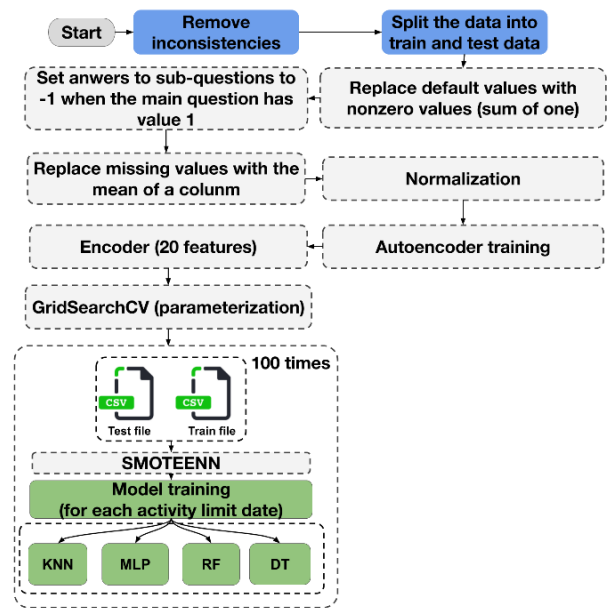 Start
Remove
inconsistencies
Split the data into
train and test data
Set anwers to sub-questions to
-1 when the main question has
value 1
Replace default values with
nonzero values (sum of one)
Replace missing values with the
mean of a colunm
Normalization
Encoder (20 features)
Autoencoder training
GridSearchCV (parameterization)
100 times
CSV
CSV
Test file
Train file
SMOTEENN
Model training
(for each activity limit date)
KNN
MLP
RF
DT